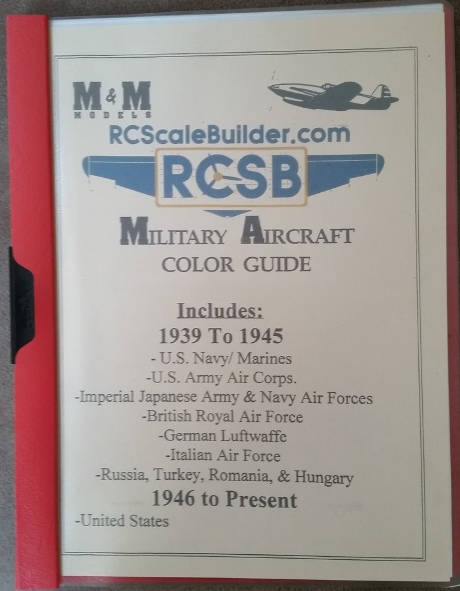 M & M
MODELS
RCScaleBuilder.com
RCSB
MILITARY AIRCRAFT
COLOR GUIDE
Includes:
1939 To 1945
- U.S. Navy/ Marines
-U.S. Army Air Corps.
-Imperial Japanese Army & Navy Air Forces
-British Royal Air Force
-German Luftwaffe
-Italian Air Force
-Russia, Turkey, Romania, & Hungary
1946 to Present
-United States